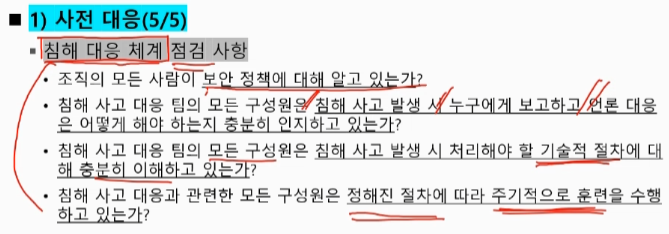 ■ 1) 사전 대응(5/5)
▪ 침해 대응 체계 점검 사항
• 조직의 모든 사람이 보안 정책에 대해 알고 있는가?
• 침해 사고 대응 팀의 모든 구성원은 침해 사고 발생 시 누구에게 보고하고 언론 대응
은 어떻게 해야 하는지 충분히 인지하고 있는가?
• 침해 사고 대응 팀의 모든 구성원은 침해 사고 발생 시 처리해야 할 기술적 절차에 대
해 충분히 이해하고 있는가?
• 침해 사고 대응과 관련한 모든 구성원은 정해진 절차에 따라 주기적으로 훈련을 수행
하고 있는가?